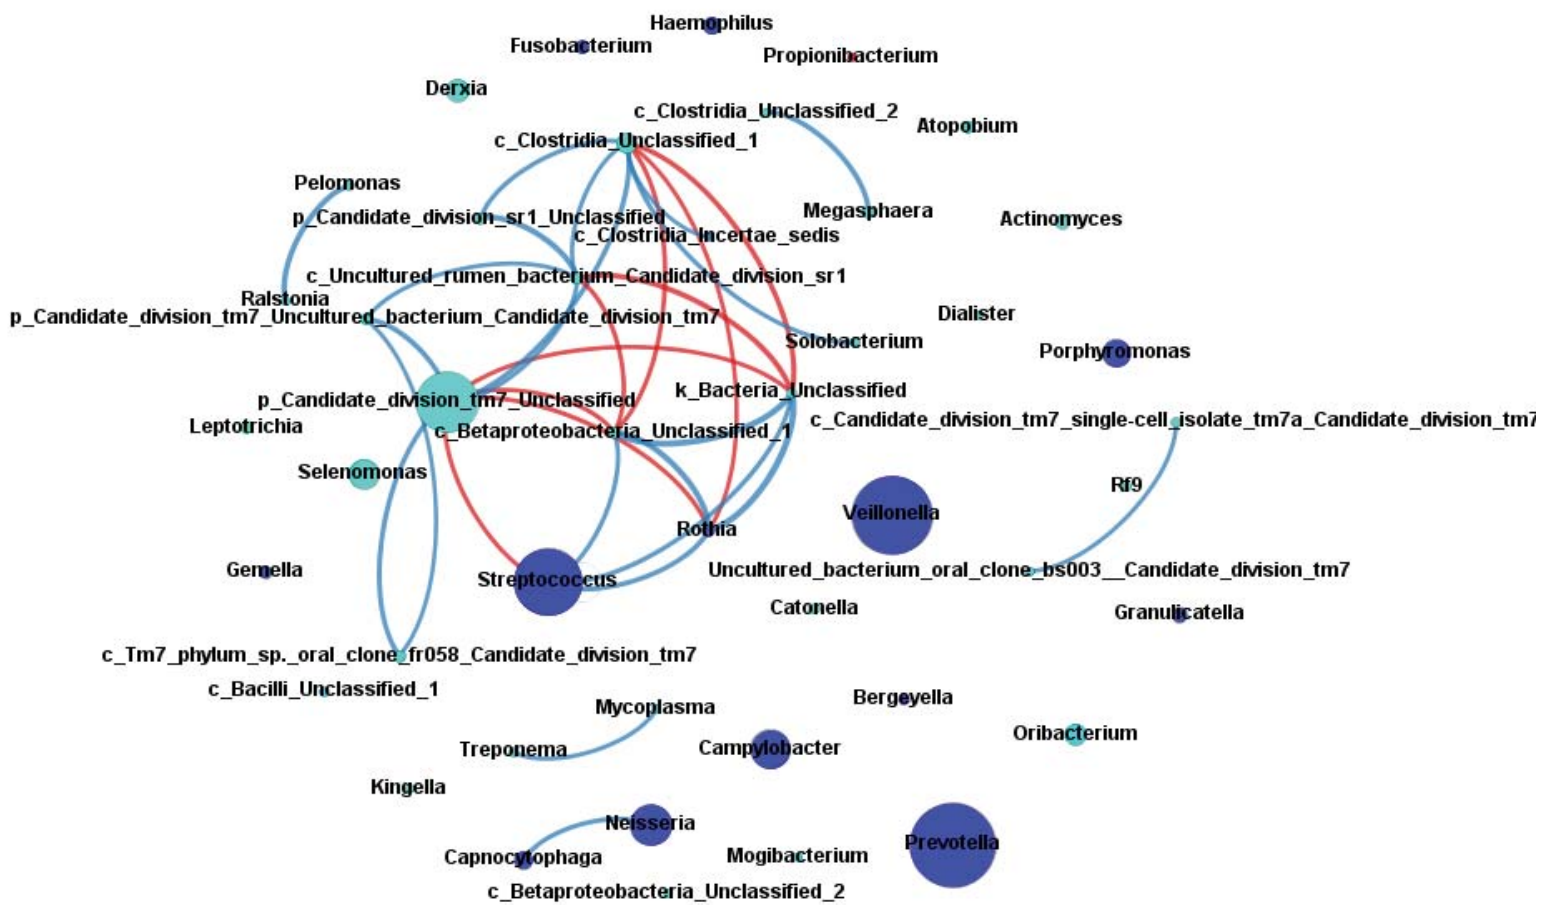 Haemophilus
Fusobacterium
Propionibacterium
Derxia
c_Clostridia_Unclassified_2
Atopobium
c_Clostridia_Unclassified_1
Pelomonas
Megasphaera
p_Candidate_division_sr1_Unclassified
Actinomyces
c_Clostridia_Incertae_sedis
c_Uncultured_rumen_bacterium_Candidate_division_sr1
Ralstonia
Dialister
p_Candidate_division_tm7_Uncultured_bacterium_Candidate_division_tm7
Solobacterium
Porphyromonas
k_Bacteria_Unclassified
p_Candidate_division_tm7_Unclassified
c_Candidate_division_tm7_single-cell_isolate_tm7a_Candidate_division_tm7
Leptotrichia
c_Betaproteobacteria_Unclassified_1
Selenomonas
Rf9
Veillonella
Rothia
Gemella
Uncultured_bacterium_oral_clone_bs003__Candidate_division_tm7
Streptococcus
Catonella
Granulicatella
c_Tm7_phylum_sp._oral_clone_fr058_Candidate_division_tm7
c_Bacilli_Unclassified_1
Bergeyella
Mycoplasma
Oribacterium
Treponema
Campylobacter
Kingella
Neisseria
Prevotella
Capnocytophaga
Mogibacterium
c_Betaproteobacteria_Unclassified_2